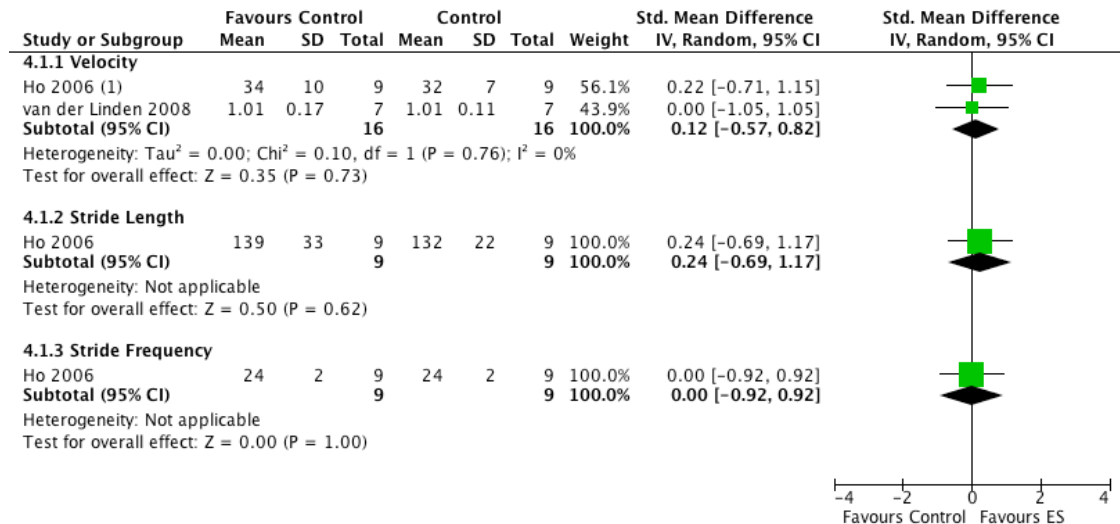 Favours Control Control Std. Mean Difference Std. Mean Difference
Study or Subgroup Mean SD Total Mean SD Total Weight IV, Random, 95% CI IV, Random, 95% CI
4.1.1 Velocity
Ho 2006 (1) 34 10 9 32 7 9 56.1% 0.22 [-0.71, 1.15]
van der Linden 2008 1.01 0.17 7 1.01 0.11 7 43.9% 0.00 [-1.05, 1.05]
Subtotal (95% CI) 16 16 100.0% 0.12 [-0.57, 0.82]
Heterogeneity: Tau² = 0.00; Chi² = 0.10, df = 1 (P = 0.76); I² = 0%
Test for overall effect: Z = 0.35 (P = 0.73)
4.1.2 Stride Length
Ho 2006 139 33 9 132 22 9 100.0% 0.24 [-0.69, 1.17]
Subtotal (95% CI) 9 9 100.0% 0.24 [-0.69, 1.17]
Heterogeneity: Not applicable
Test for overall effect: Z = 0.50 (P = 0.62)
4.1.3 Stride Frequency
Ho 2006 24 2 9 24 2 9 100.0% 0.00 [-0.92, 0.92]
Subtotal (95% CI) 9 9 100.0% 0.00 [-0.92, 0.92]
Heterogeneity: Not applicable
Test for overall effect: Z = 0.00 (P = 1.00)
-4 -2 0 2 4
Favours Control Favours ES